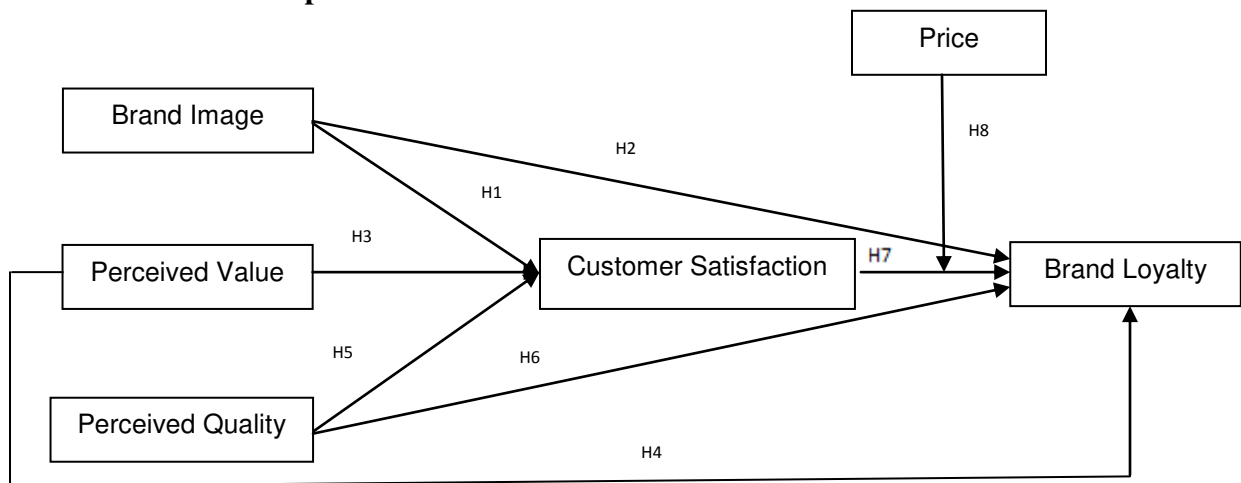 Price
Brand Image
H8
H2
H1
H3
H7
Perceived Value
Customer Satisfaction
Brand Loyalty
H5
H6
Perceived Quality
H4